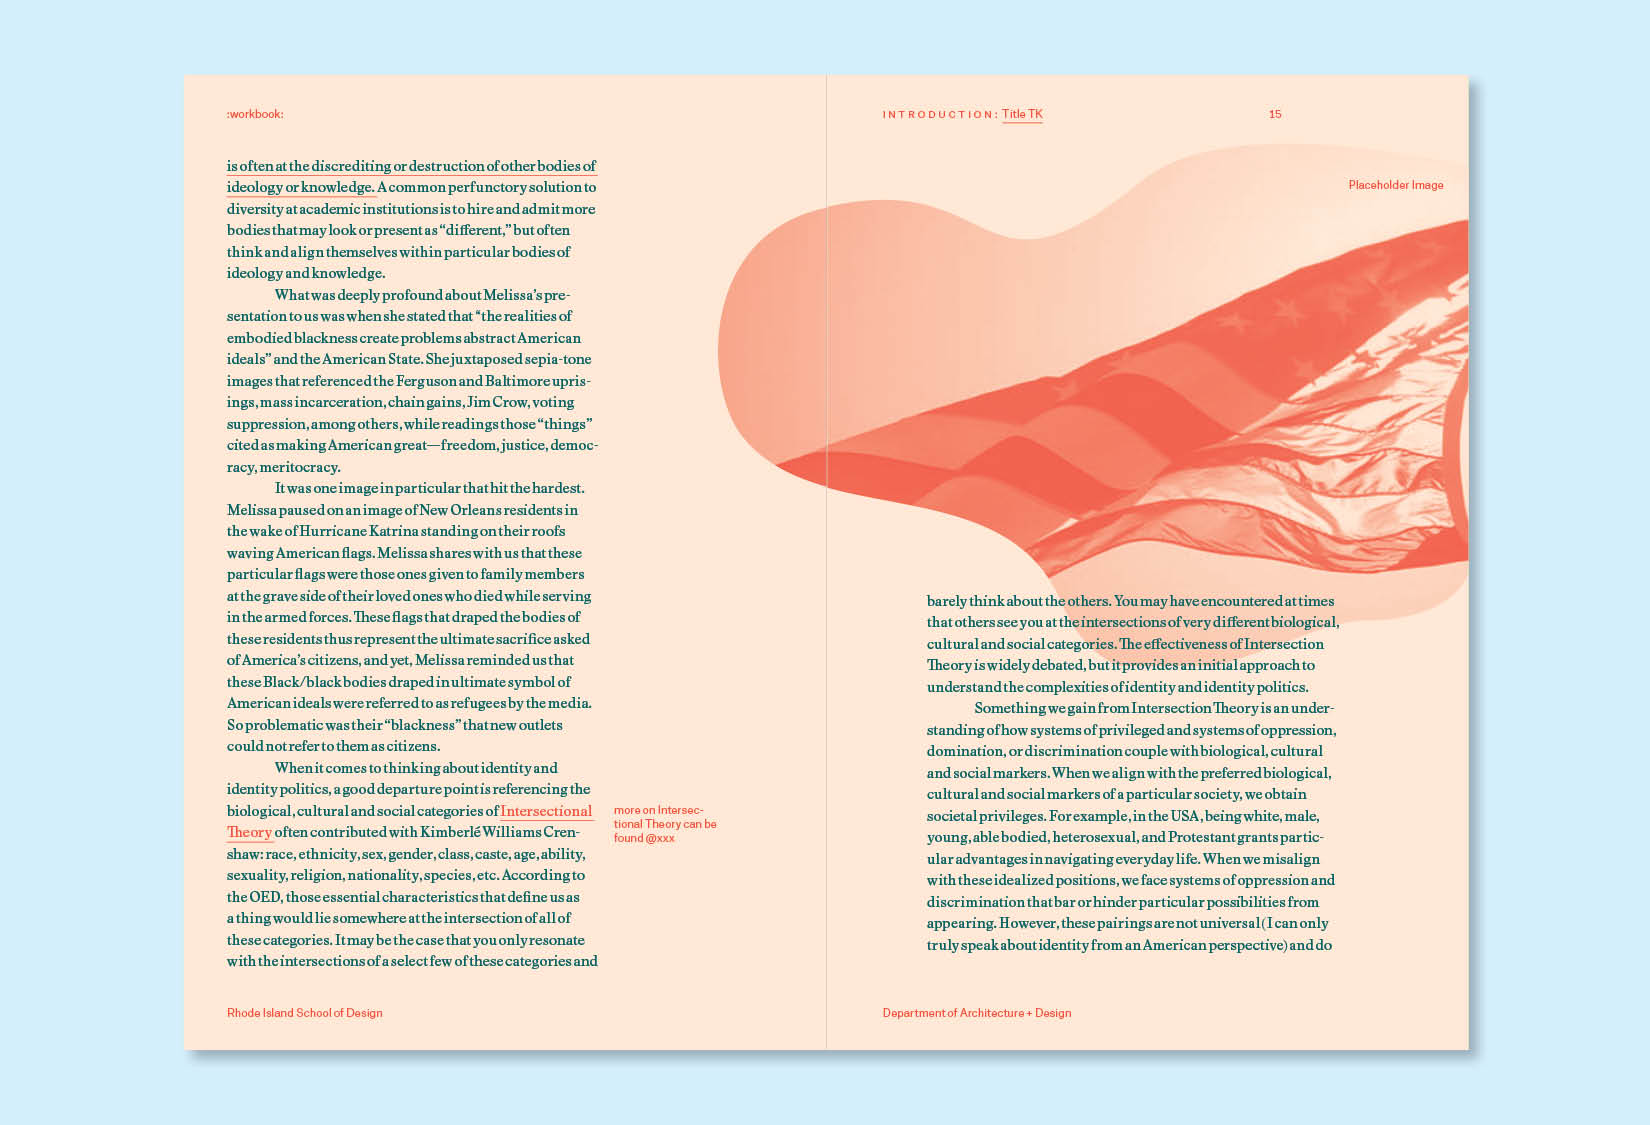 :workbook:
is often at the discrediting or destruction of other bodies of
ideology or knowledge. A common perfunctory solution to
diversity at academic institutions is to hire and admit more
bodies that may look or present as “different,” but often
think and align themselves within particular bodies of
ideology and knowledge.
What was deeply profound about Melissa’s pre-
sentation to us was when she stated that “the realities of
embodied blackness create problems abstract American
ideals” and the American State. She juxtaposed sepia-tone
images that referenced the Ferguson and Baltimore upris-
ings, mass incarceration, chain gains, Jim Crow, voting
suppression, among others, while readings those “things”
cited as making American great—freedom, justice, democ-
racy, meritocracy.
It was one image in particular that hit the hardest.
Melissa paused on an image of New Orleans residents in
the wake of Hurricane Katrina standing on their roofs
waving American flags. Melissa shares with us that these
particular flags were those ones given to family members
at the grave side of their loved ones who died while serving
in the armed forces. These flags that draped the bodies of
these residents thus represent the ultimate sacrifice asked
of America’s citizens, and yet, Melissa reminded us that
these Black/black bodies draped in ultimate symbol of
American ideals were referred to as refugees by the media.
So problematic was their “blackness” that new outlets
could not refer to them as citizens.
When it comes to thinking about identity and
identity politics, a good departure point is referencing the
biological, cultural and social categories of Intersectional
Theory often contributed with Kimberlé Williams Cren-
shaw: race, ethnicity, sex, gender, class, caste, age, ability,
sexuality, religion, nationality, species, etc. According to
the OED, those essential characteristics that define us as
a thing would lie somewhere at the intersection of all of
these categories. It may be the case that you only resonate
with the intersections of a select few of these categories and
more on Intersec-
tional Theory can be
found @xxx
Rhode Island School of Design
INTRODUCTION: Title TK
15
Placeholder Image
barely think about the others. You may have encountered at times
that others see you at the intersections of very different biological,
cultural and social categories. The effectiveness of Intersection
Theory is widely debated, but it provides an initial approach to
understand the complexities of identity and identity politics.
Something we gain from Intersection Theory is an under-
standing of how systems of privileged and systems of oppression,
domination, or discrimination couple with biological, cultural
and social markers. When we align with the preferred biological,
cultural and social markers of a particular society, we obtain
societal privileges. For example, in the USA, being white, male,
young, able bodied, heterosexual, and Protestant grants partic-
ular advantages in navigating everyday life. When we misalign
with these idealized positions, we face systems of oppression and
discrimination that bar or hinder particular possibilities from
appearing. However, these pairings are not universal (I can only
truly speak about identity from an American perspective) and do
Department of Architecture + Design